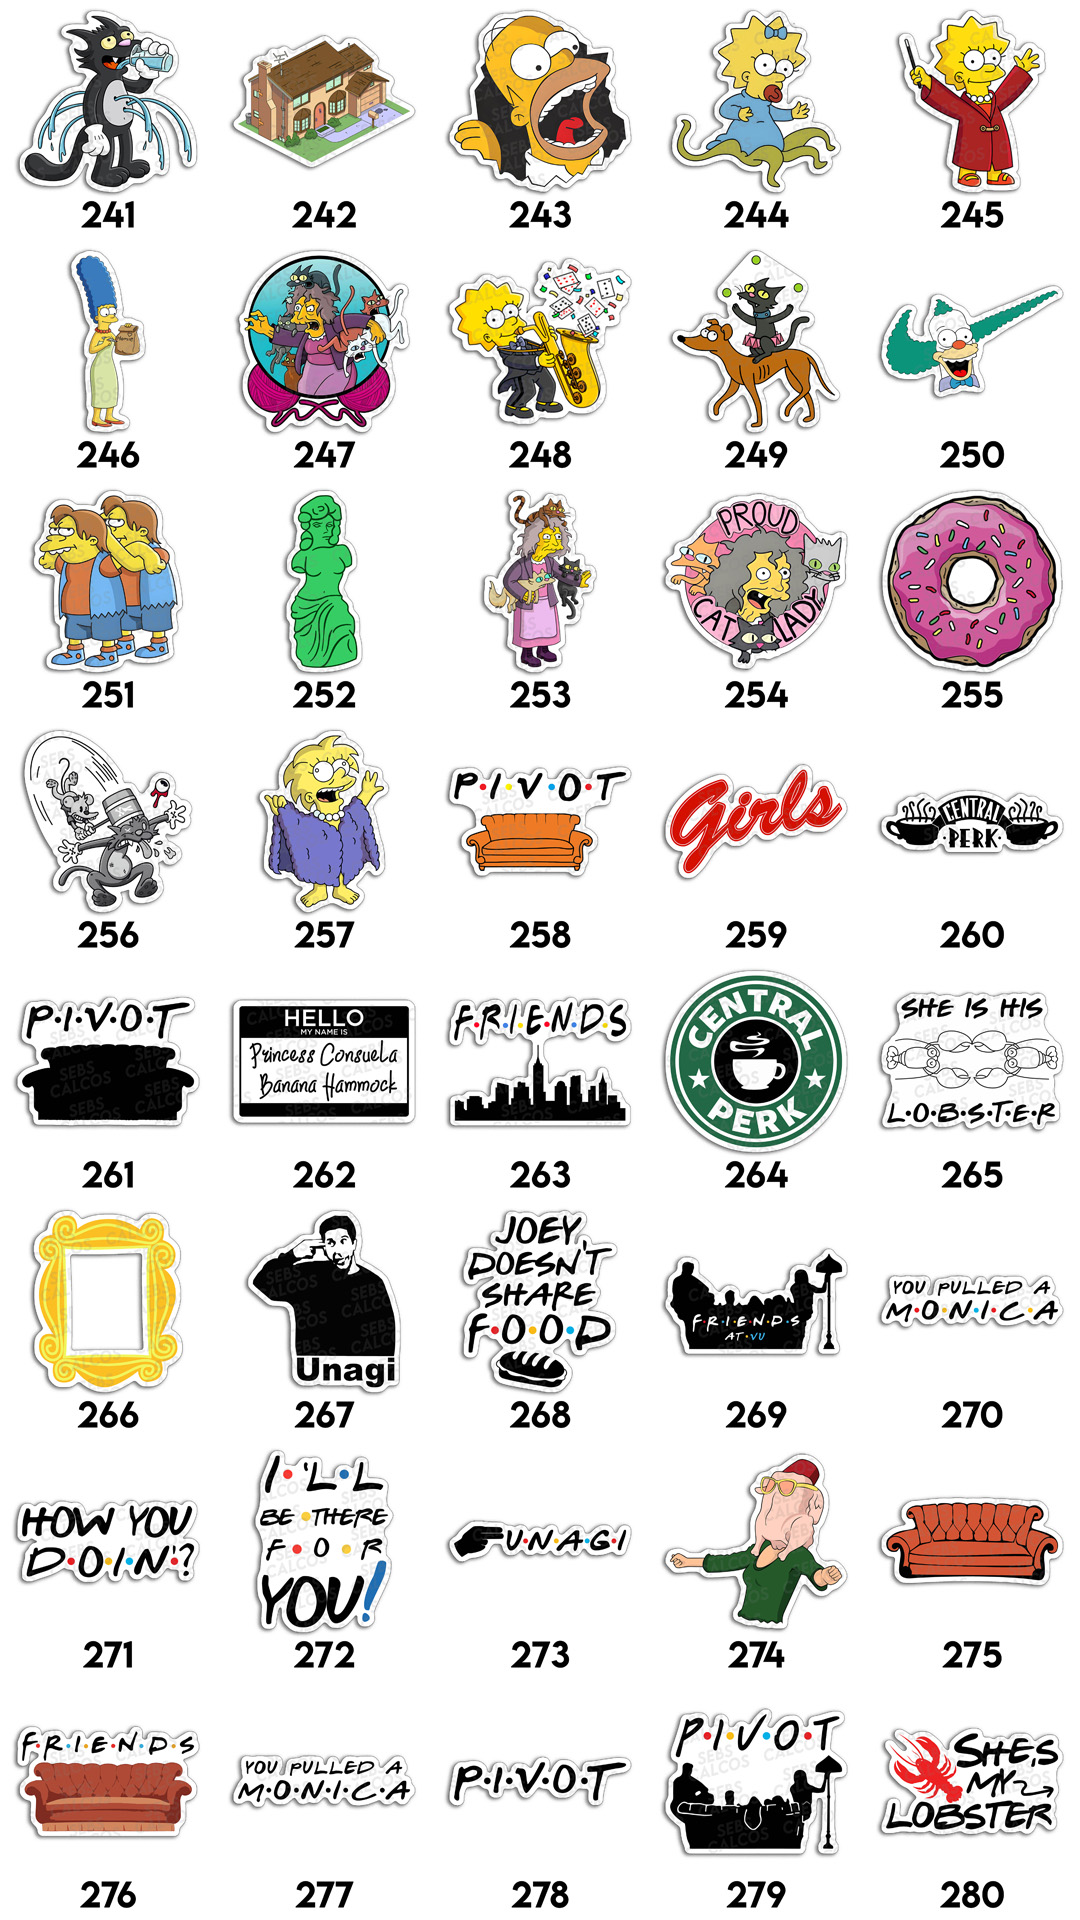 241 242 243 244 245
246 247 248 249 250
PROUD
CAT LADY
251 252 253 254 255
P·I·V·O·T
Girls
CENTRAL
PERK
256 257 258 259 260
P·I·V·O·T
HELLO
MY NAME IS
Princess Consuela
Banana Hammock
F·R·I·E·N·D·S
CENTRAL
PERK
SHE IS HIS
L·O·B·S·T·E·R
261 262 263 264 265
Unagi
JOEY
DOESN'T
SHARE
F·O·O·D
F·R·I·E·N·D·S
AT·VU
YOU PULLED A
M·O·N·I·C·A
266 267 268 269 270
HOW YOU
D·O·I·N·'?
I·'L·L
BE·THERE
F·O·R
YOU!
U·N·A·G·I
271 272 273 274 275
F·R·I·E·N·D·S
YOU PULLED A
M·O·N·I·C·A
P·I·V·O·T
P·I·V·O·T
SHE'S
MY
LOBSTER
276 277 278 279 280
SEBS
CALCOS